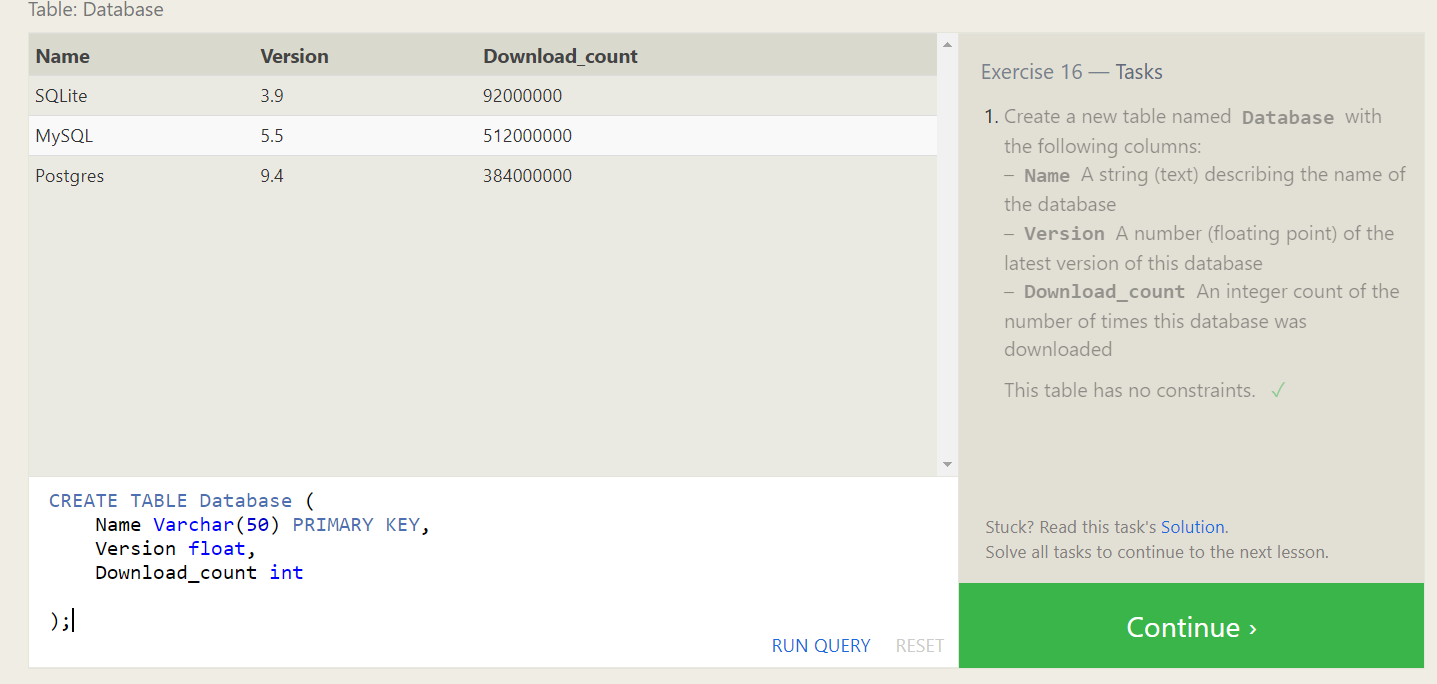 Table: Database
Name Version Download_count
SQLite 3.9 92000000
MySQL 5.5 512000000
Postgres 9.4 384000000
CREATE TABLE Database (
    Name Varchar(50) PRIMARY KEY,
    Version float,
    Download_count int
);
RUN QUERY RESET
Exercise 16 — Tasks
1. Create a new table named Database with
the following columns:
– Name A string (text) describing the name of
the database
– Version A number (floating point) of the
latest version of this database
– Download_count An integer count of the
number of times this database was
downloaded
This table has no constraints. ✓
Stuck? Read this task's Solution.
Solve all tasks to continue to the next lesson.
Continue ›